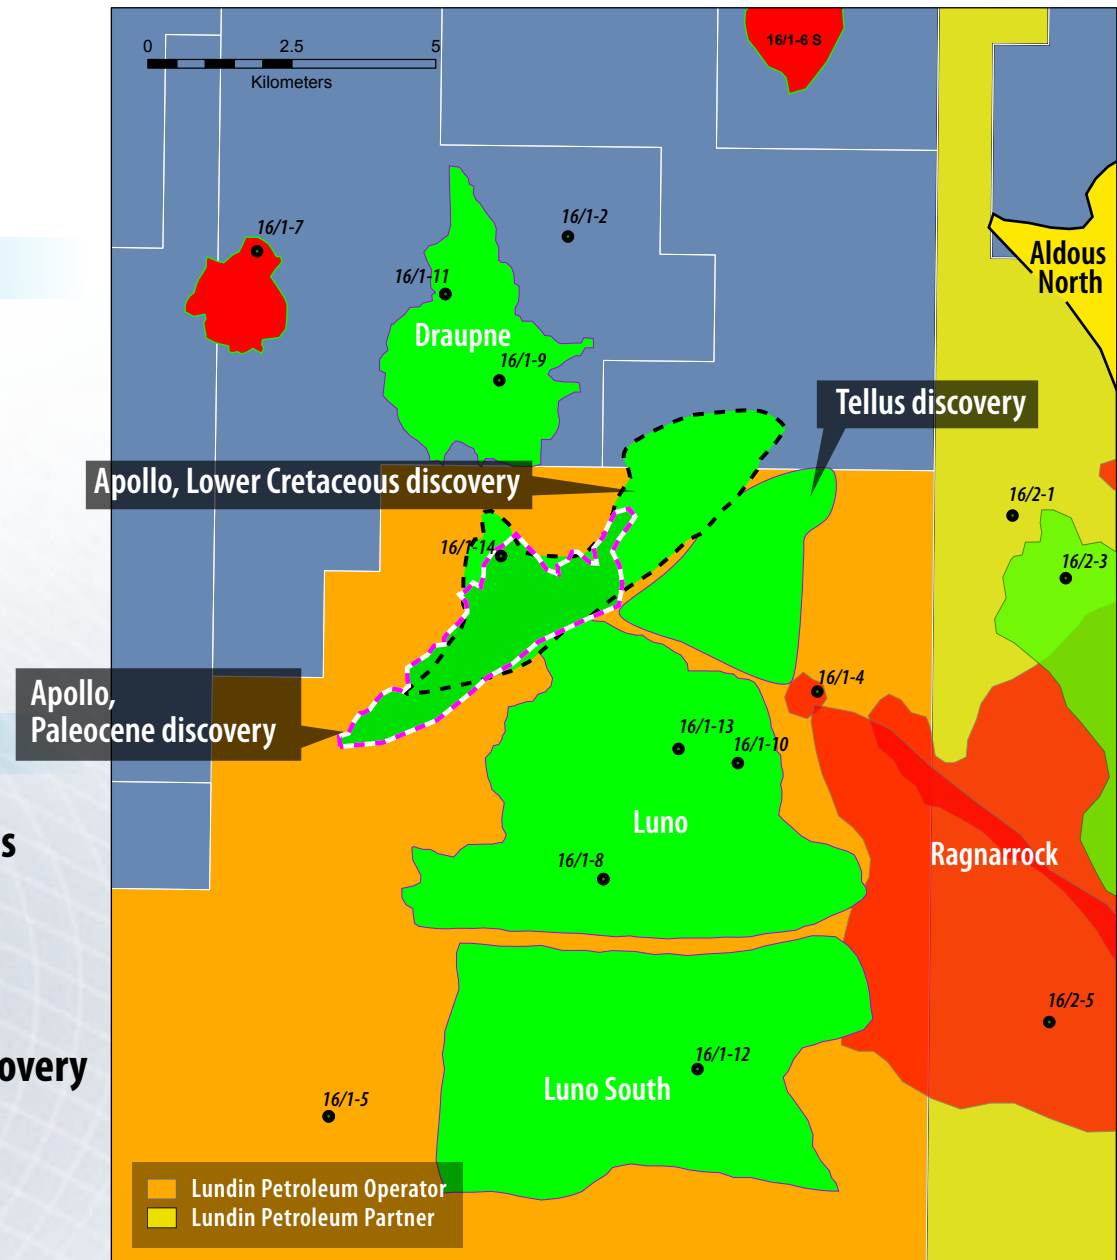 0 2.5 5
Kilometers
16/1-6 S
16/1-7
16/1-2
16/1-11
Draupne
16/1-9
Aldous
North
Tellus discovery
Apollo, Lower Cretaceous discovery
16/2-1
16/1-14
16/2-3
Apollo,
Paleocene discovery
16/1-4
16/1-13
16/1-10
Luno
s
Ragnarrock
16/1-8
16/2-5
overy
16/1-12
Luno South
16/1-5
Lundin Petroleum Operator
Lundin Petroleum Partner